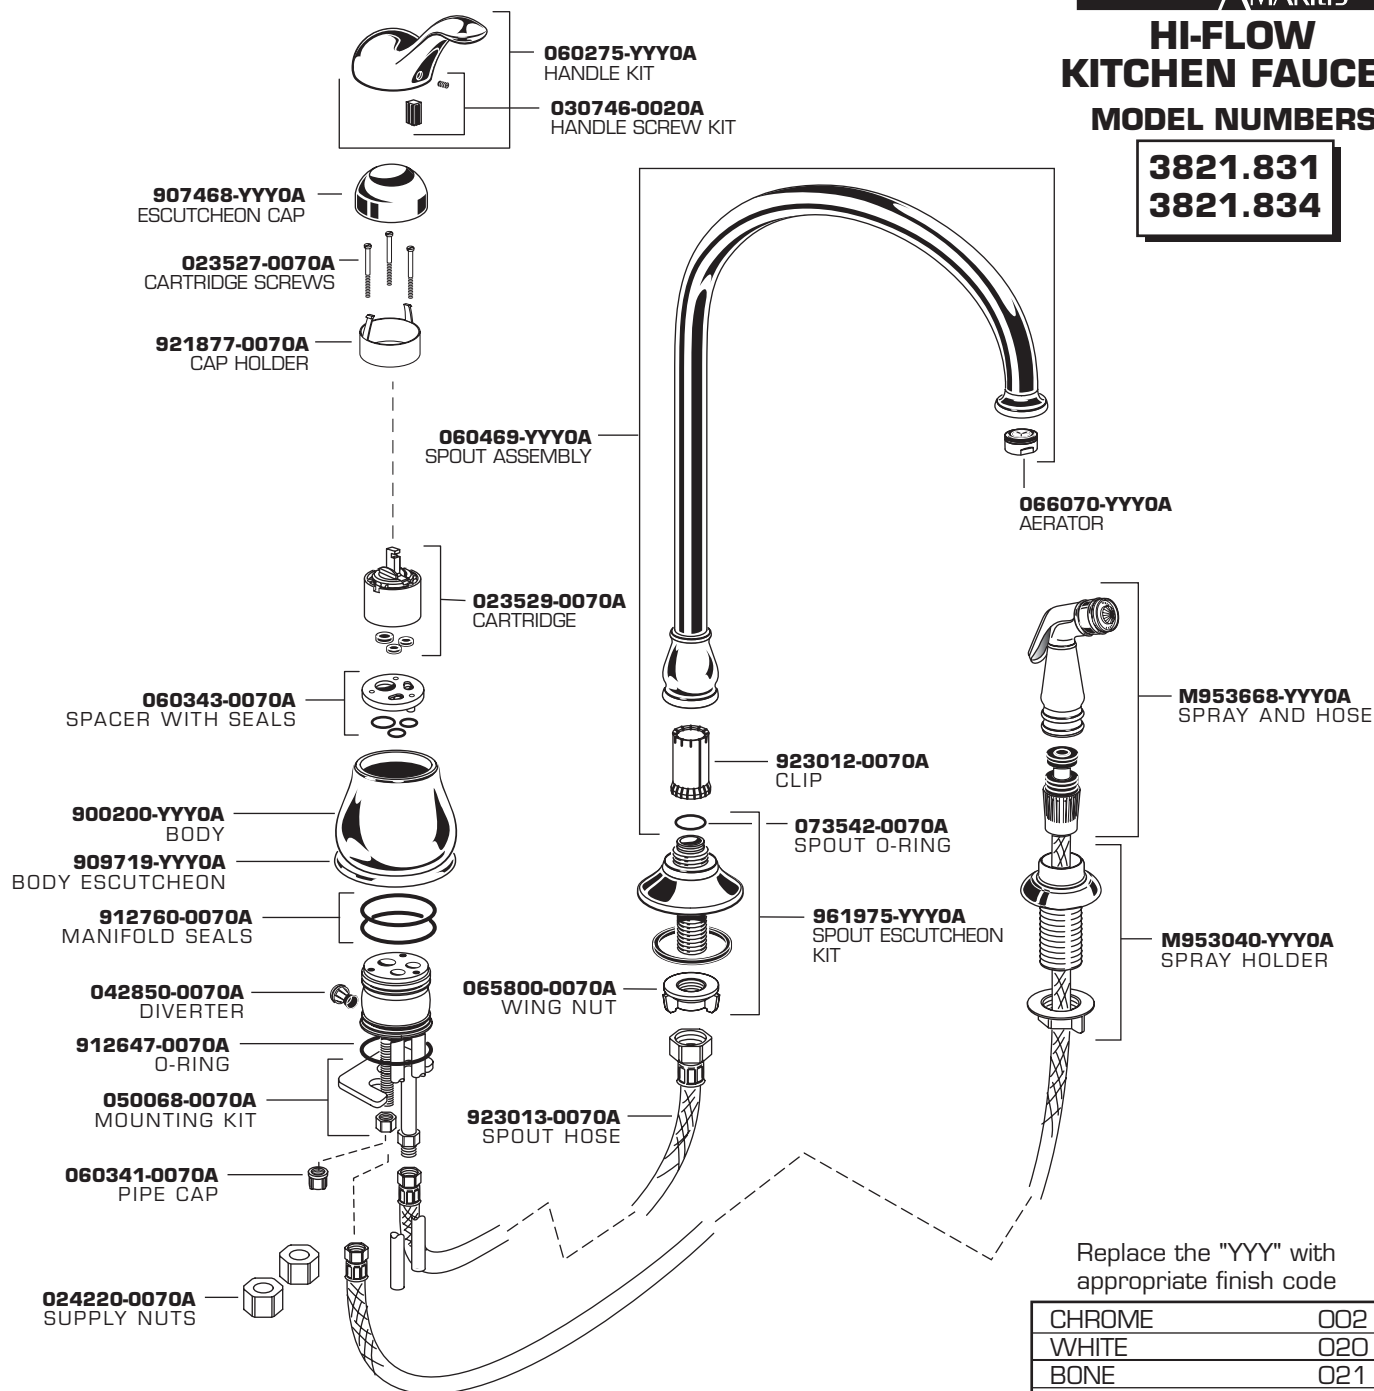 HI-FLOW
KITCHEN FAUCE
MODEL NUMBERS
3821.831
3821.834
060275-YYY0A
HANDLE KIT
030746-0020A
HANDLE SCREW KIT
907468-YYY0A
ESCUTCHEON CAP
023527-0070A
CARTRIDGE SCREWS
921877-0070A
CAP HOLDER
060469-YYY0A
SPOUT ASSEMBLY
066070-YYY0A
AERATOR
023529-0070A
CARTRIDGE
060343-0070A
SPACER WITH SEALS
M953668-YYY0A
SPRAY AND HOSE
923012-0070A
CLIP
900200-YYY0A
BODY
073542-0070A
SPOUT O-RING
909719-YYY0A
BODY ESCUTCHEON
912760-0070A
MANIFOLD SEALS
961975-YYY0A
SPOUT ESCUTCHEON
KIT
M953040-YYY0A
SPRAY HOLDER
042850-0070A
DIVERTER
065800-0070A
WING NUT
912647-0070A
O-RING
050068-0070A
MOUNTING KIT
923013-0070A
SPOUT HOSE
060341-0070A
PIPE CAP
024220-0070A
SUPPLY NUTS
Replace the "YYY" with
appropriate finish code
CHROME 002
WHITE 020
BONE 021